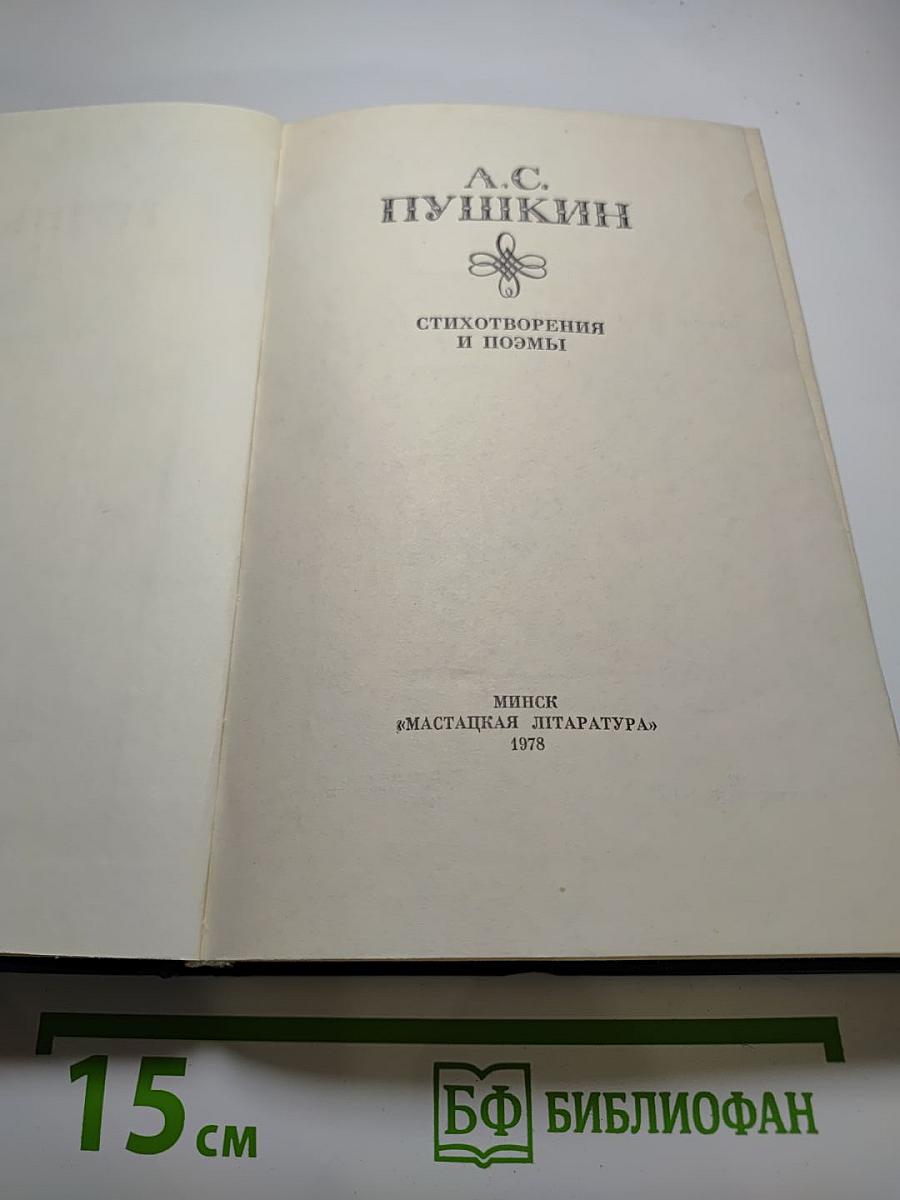 А.С.
ПУШКИН
СТИХОТВОРЕНИЯ
И ПОЭМЫ
МИНСК
«МАСТАЦКАЯ ЛІТАРАТУРА»
1978
15 см
БФ БИБЛИОФАН